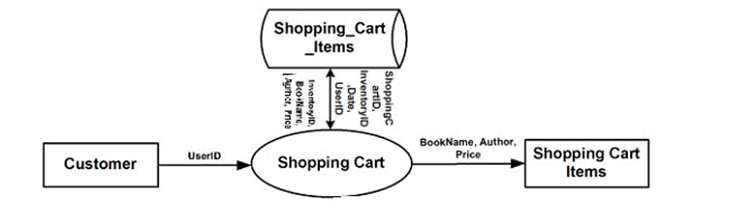 Shopping_Cart
_Items
InventoryID,
BookName,
Author, Price
ShoppingC
artID,
InventoryID
,Date,
UserID
Customer
UserID
Shopping Cart
BookName, Author,
Price
Shopping Cart
Items